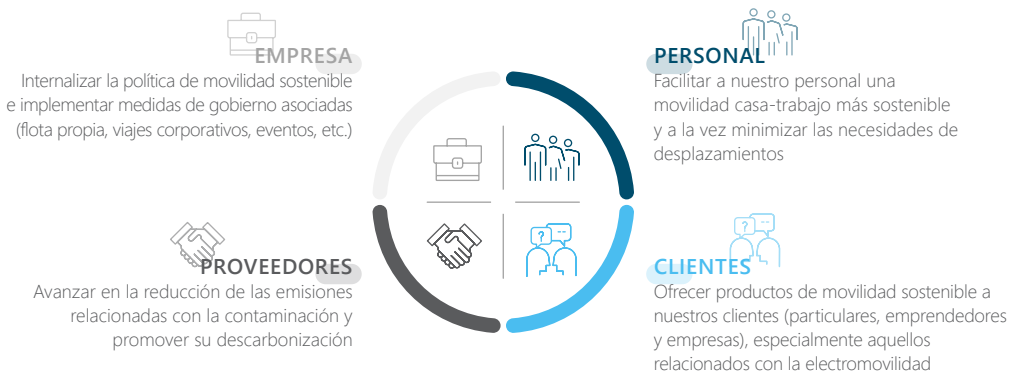 EMPRESA
Internalizar la política de movilidad sostenible
e implementar medidas de gobierno asociadas
(flota propia, viajes corporativos, eventos, etc.)
PERSONAL
Facilitar a nuestro personal una
movilidad casa-trabajo más sostenible
y a la vez minimizar las necesidades de
desplazamientos
PROVEEDORES
Avanzar en la reducción de las emisiones
relacionadas con la contaminación y
promover su descarbonización
CLIENTES
Ofrecer productos de movilidad sostenible a
nuestros clientes (particulares, emprendedores
y empresas), especialmente aquellos
relacionados con la electromovilidad